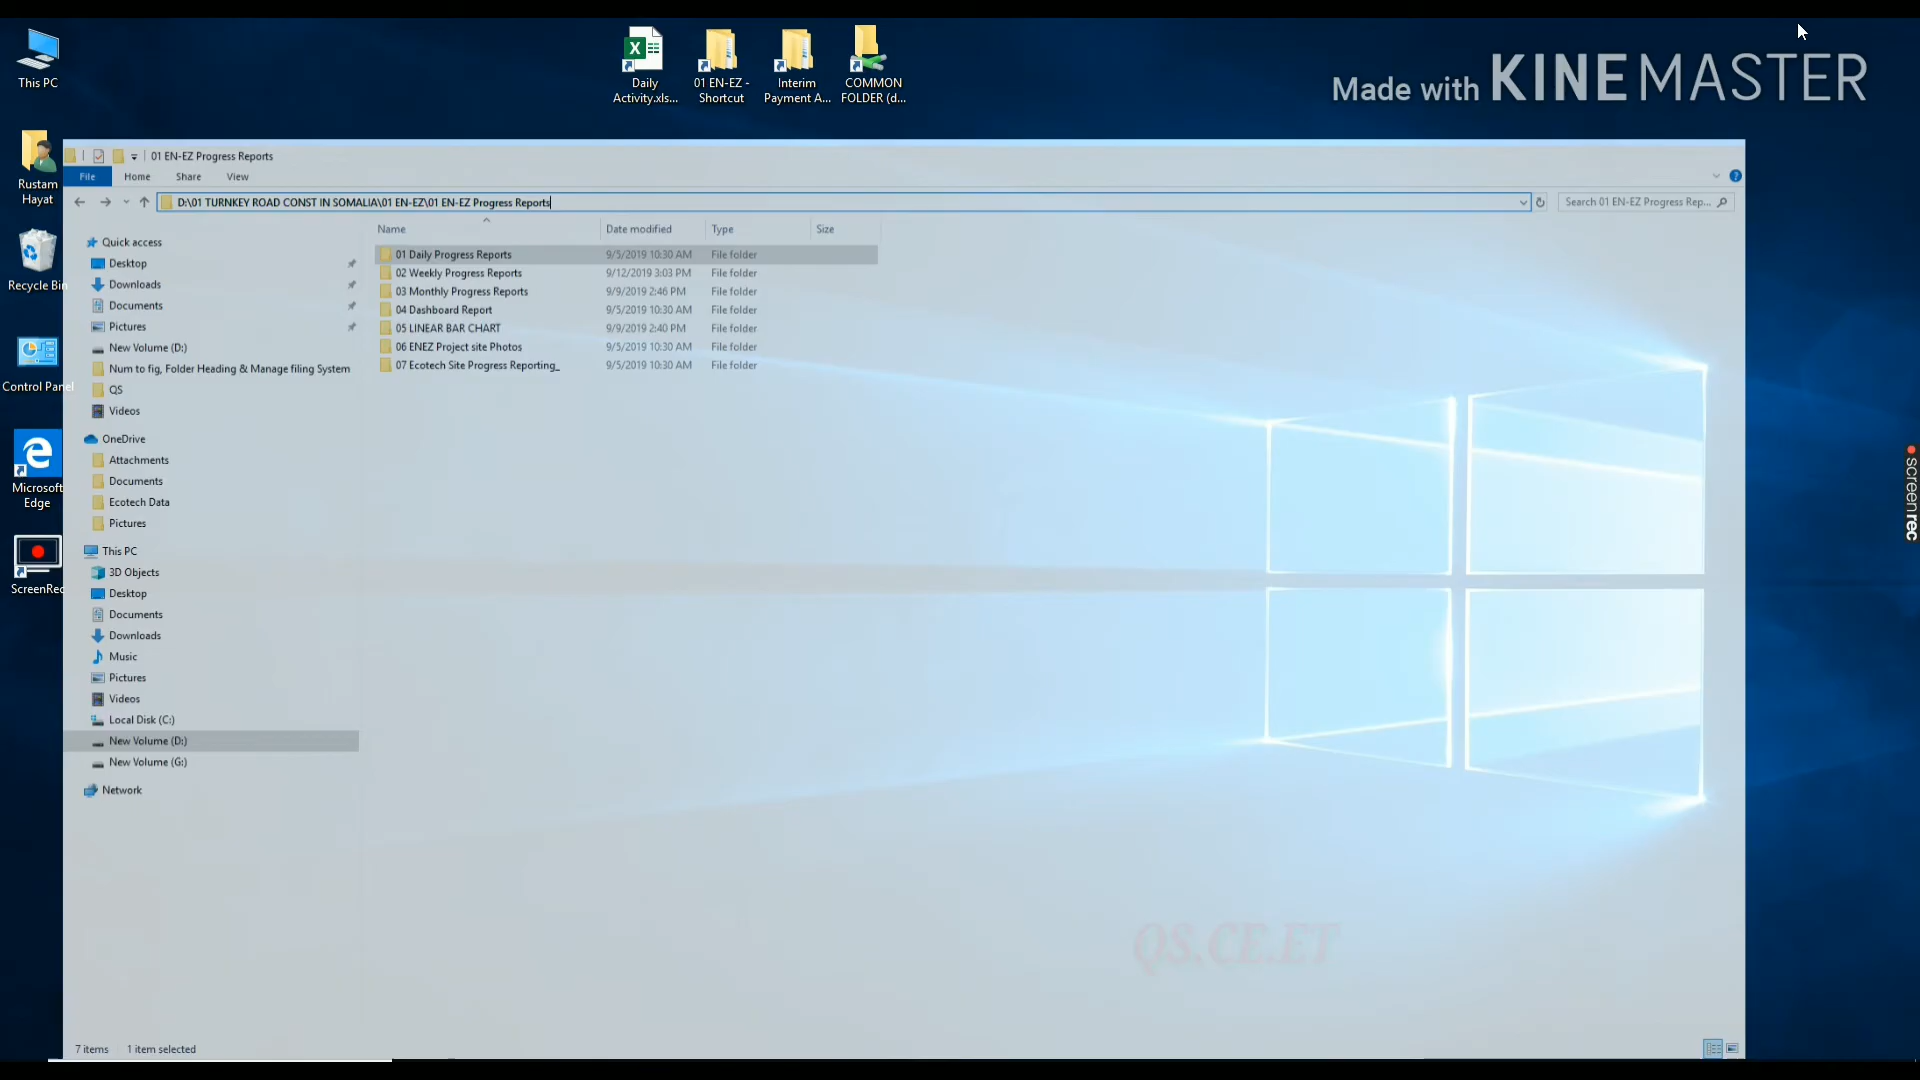 This PC
Daily
Activity.xls...
01 EN-EZ -
Shortcut
Interim
Payment A...
COMMON
FOLDER (d...
Made with KINEMASTER
Rustam
Hayat
Recycle Bin
Control Panel
Microsoft
Edge
ScreenRec
01 EN-EZ Progress Reports
File
Home
Share
View
D:\01 TURNKEY ROAD CONST IN SOMALIA\01 EN-EZ\01 EN-EZ Progress Reports
Search 01 EN-EZ Progress Rep...
Name
Date modified
Type
Size
01 Daily Progress Reports 9/5/2019 10:30 AM File folder
02 Weekly Progress Reports 9/12/2019 3:03 PM File folder
03 Monthly Progress Reports 9/9/2019 2:46 PM File folder
04 Dashboard Report 9/5/2019 10:30 AM File folder
05 LINEAR BAR CHART 9/9/2019 2:40 PM File folder
06 ENEZ Project site Photos 9/5/2019 10:30 AM File folder
07 Ecotech Site Progress Reporting_ 9/5/2019 10:30 AM File folder
Quick access
Desktop
Downloads
Documents
Pictures
New Volume (D:)
Num to fig, Folder Heading & Manage filing System
QS
Videos
OneDrive
Attachments
Documents
Ecotech Data
Pictures
This PC
3D Objects
Desktop
Documents
Downloads
Music
Pictures
Videos
Local Disk (C:)
New Volume (D:)
New Volume (G:)
Network
screenrec
QS.CE.ET
7 items
1 item selected